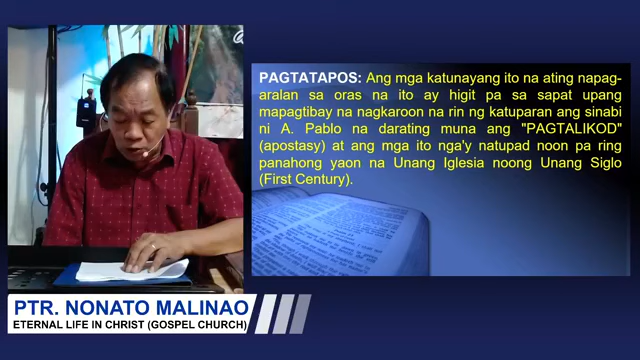 PAGTATAPOS: Ang mga katunayang ito na ating napag-
aralan sa oras na ito ay higit pa sa sapat upang
mapagtibay na nagkaroon na rin ng katuparan ang sinabi
ni A. Pablo na darating muna ang "PAGTALIKOD"
(apostasy) at ang mga ito nga'y natupad noon pa ring
panahong yaon na Unang Iglesia noong Unang Siglo
(First Century).
PTR. NONATO MALINAO
ETERNAL LIFE IN CHRIST (GOSPEL CHURCH)